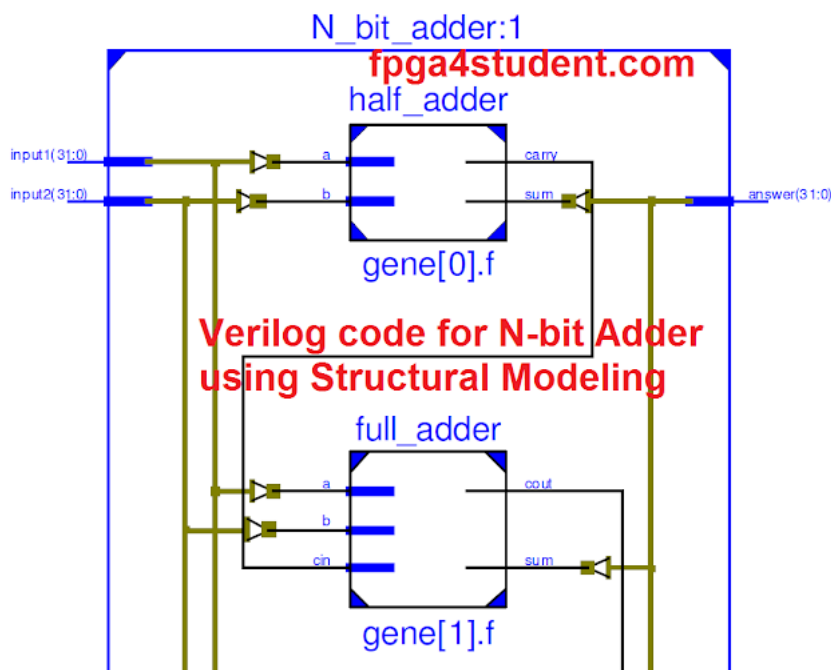 N_bit_adder:1
fpga4student.com
half_adder
input1(31:0)
a
carry
input2(31:0)
b
sum
answer(31:0)
gene[0].f
Verilog code for N-bit Adder
using Structural Modeling
full_adder
a
cout
b
cin
sum
gene[1].f